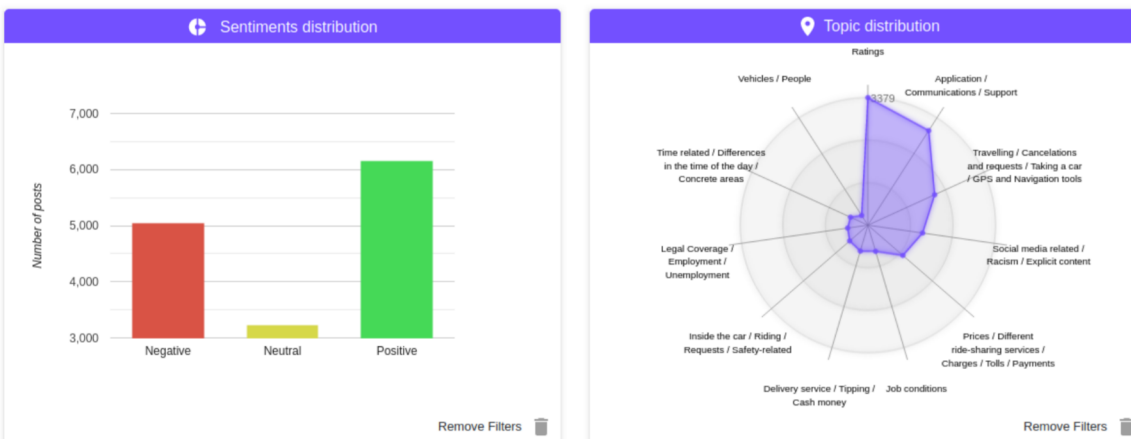 Sentiments distribution
Number of posts
7,000
6,000
5,000
4,000
3,000
Negative
Neutral
Positive
Remove Filters
Topic distribution
Ratings
3379
Application /
Communications / Support
Travelling / Cancelations
and requests / Taking a car
/ GPS and Navigation tools
Social media related /
Racism / Explicit content
Prices / Different
ride-sharing services /
Charges / Tolls / Payments
Job conditions
Delivery service / Tipping /
Cash money
Inside the car / Riding /
Requests / Safety-related
Legal Coverage /
Employment /
Unemployment
Time related / Differences
in the time of the day /
Concrete areas
Vehicles / People
Remove Filters